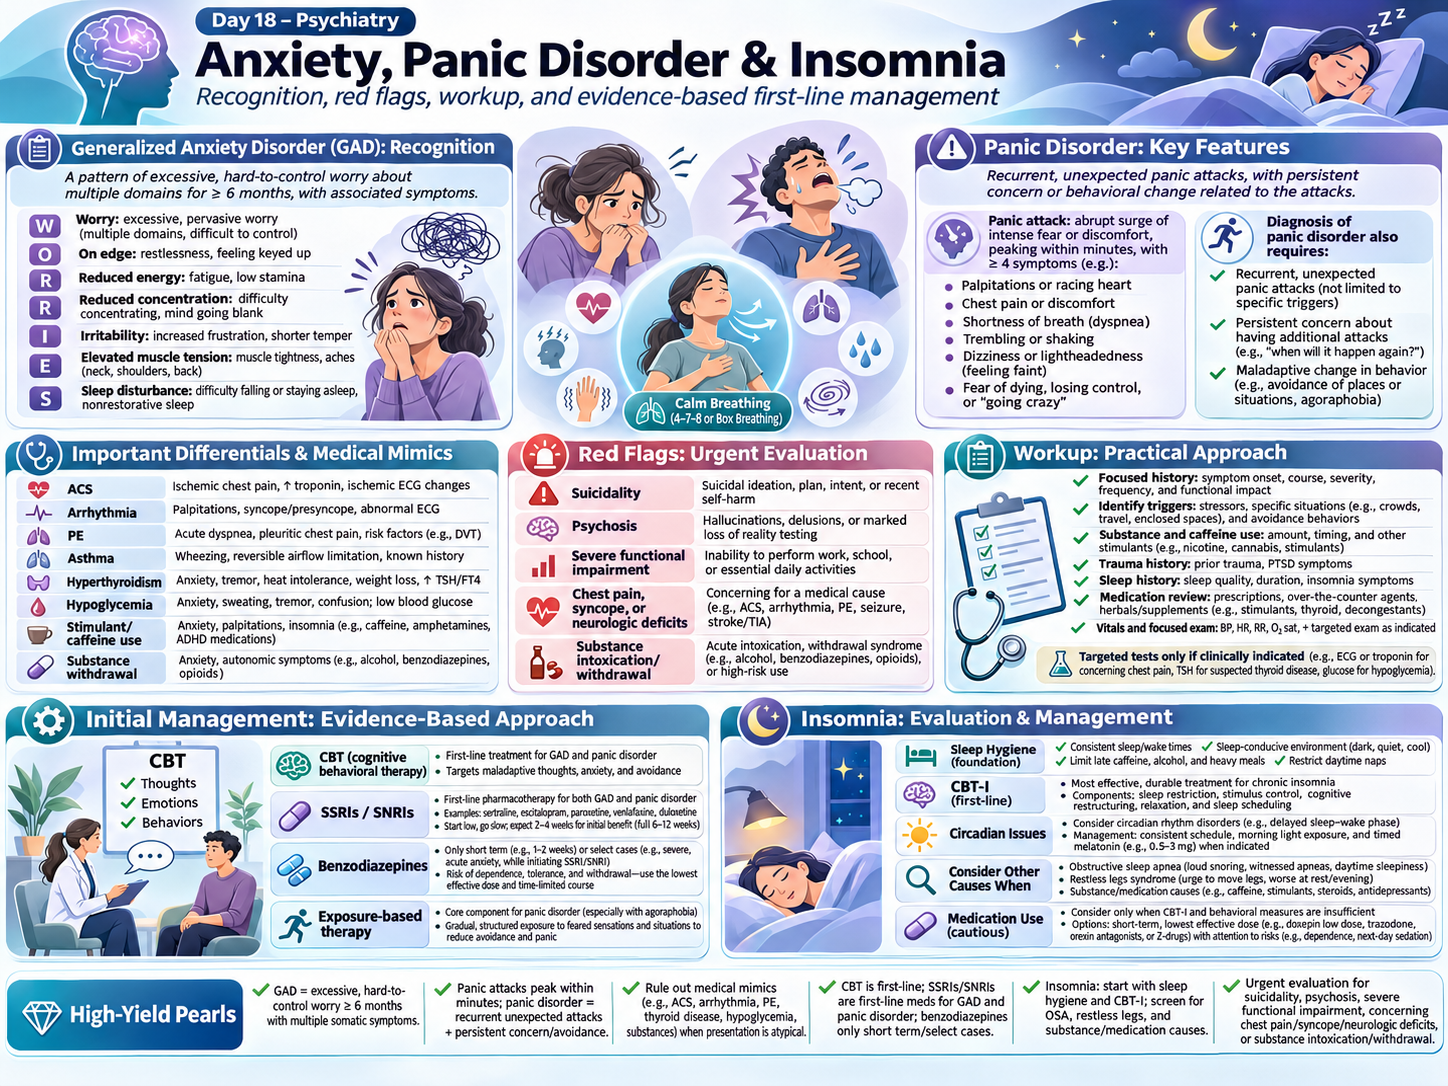 Day 18 – Psychiatry
Anxiety, Panic Disorder & Insomnia
Recognition, red flags, workup, and evidence-based first-line management
zZZ
Generalized Anxiety Disorder (GAD): Recognition
A pattern of excessive, hard-to-control worry about
multiple domains for ≥ 6 months, with associated symptoms.
W
Worry: excessive, pervasive worry
(multiple domains, difficult to control)
O
On edge: restlessness, feeling keyed up
R
Reduced energy: fatigue, low stamina
R
Reduced concentration: difficulty
concentrating, mind going blank
I
Irritability: increased frustration, shorter temper
E
Elevated muscle tension: muscle tightness, aches
(neck, shoulders, back)
S
Sleep disturbance: difficulty falling or staying asleep,
nonrestorative sleep
Calm Breathing
(4–7–8 or Box Breathing)
Panic Disorder: Key Features
Recurrent, unexpected panic attacks, with persistent
concern or behavioral change related to the attacks.
Panic attack: abrupt surge of
intense fear or discomfort,
peaking within minutes, with
≥ 4 symptoms (e.g.):
• Palpitations or racing heart
• Chest pain or discomfort
• Shortness of breath (dyspnea)
• Trembling or shaking
• Dizziness or lightheadedness
(feeling faint)
• Fear of dying, losing control,
or “going crazy”
Diagnosis of
panic disorder also
requires:
✓ Recurrent, unexpected
panic attacks (not limited to
specific triggers)
✓ Persistent concern about
having additional attacks
(e.g., “when will it happen again?”)
✓ Maladaptive change in behavior
(e.g., avoidance of places or
situations, agoraphobia)
Important Differentials & Medical Mimics
ACS
Ischemic chest pain, ↑ troponin, ischemic ECG changes
Arrhythmia
Palpitations, syncope/presyncope, abnormal ECG
PE
Acute dyspnea, pleuritic chest pain, risk factors (e.g., DVT)
Asthma
Wheezing, reversible airflow limitation, known history
Hyperthyroidism
Anxiety, tremor, heat intolerance, weight loss, ↑ TSH/FT4
Hypoglycemia
Anxiety, sweating, tremor, confusion; low blood glucose
Stimulant/
caffeine use
Anxiety, palpitations, insomnia (e.g., caffeine, amphetamines,
ADHD medications)
Substance
withdrawal
Anxiety, autonomic symptoms (e.g., alcohol, benzodiazepines,
opioids)
Red Flags: Urgent Evaluation
Suicidality
Suicidal ideation, plan, intent, or recent
self-harm
Psychosis
Hallucinations, delusions, or marked
loss of reality testing
Severe functional
impairment
Inability to perform work, school,
or essential daily activities
Chest pain,
syncope, or
neurologic deficits
Concerning for a medical cause
(e.g., ACS, arrhythmia, PE, seizure,
stroke/TIA)
Substance
intoxication/
withdrawal
Acute intoxication, withdrawal syndrome
(e.g., alcohol, benzodiazepines, opioids),
or high-risk use
Workup: Practical Approach
✓ Focused history: symptom onset, course, severity,
frequency, and functional impact
✓ Identify triggers: stressors, specific situations (e.g., crowds,
travel, enclosed spaces), and avoidance behaviors
✓ Substance and caffeine use: amount, timing, and other
stimulants (e.g., nicotine, cannabis, stimulants)
✓ Trauma history: prior trauma, PTSD symptoms
✓ Sleep history: sleep quality, duration, insomnia symptoms
✓ Medication review: prescriptions, over-the-counter agents,
herbals/supplements (e.g., stimulants, thyroid, decongestants)
✓ Vitals and focused exam: BP, HR, RR, O₂ sat, + targeted exam as indicated
Targeted tests only if clinically indicated (e.g., ECG or troponin for
concerning chest pain, TSH for suspected thyroid disease, glucose for hypoglycemia).
Initial Management: Evidence-Based Approach
CBT
✓ Thoughts
✓ Emotions
✓ Behaviors
CBT (cognitive
behavioral therapy)
• First-line treatment for GAD and panic disorder
• Targets maladaptive thoughts, anxiety, and avoidance
SSRIs / SNRIs
• First-line pharmacotherapy for both GAD and panic disorder
• Examples: sertraline, escitalopram, paroxetine, venlafaxine, duloxetine
• Start low, go slow; expect 2–4 weeks for initial benefit (full 6–12 weeks)
Benzodiazepines
• Only short term (e.g., 1–2 weeks) or select cases (e.g., severe,
acute anxiety, while initiating SSRI/SNRI)
• Risk of dependence, tolerance, and withdrawal—use the lowest
effective dose and time-limited course
Exposure-based
therapy
• Core component for panic disorder (especially with agoraphobia)
• Gradual, structured exposure to feared sensations and situations to
reduce avoidance and panic
Insomnia: Evaluation & Management
Sleep Hygiene
(foundation)
✓ Consistent sleep/wake times ✓ Sleep-conducive environment (dark, quiet, cool)
✓ Limit late caffeine, alcohol, and heavy meals ✓ Restrict daytime naps
CBT-I
(first-line)
• Most effective, durable treatment for chronic insomnia
• Components: sleep restriction, stimulus control, cognitive
restructuring, relaxation, and sleep scheduling
Circadian Issues
• Consider circadian rhythm disorders (e.g., delayed sleep–wake phase)
• Management: consistent schedule, morning light exposure, and timed
melatonin (e.g., 0.5–3 mg) when indicated
Consider Other
Causes When
• Obstructive sleep apnea (loud snoring, witnessed apneas, daytime sleepiness)
• Restless legs syndrome (urge to move legs, worse at rest/evening)
• Substance/medication causes (e.g., caffeine, stimulants, steroids, antidepressants)
Medication Use
(cautious)
• Consider only when CBT-I and behavioral measures are insufficient
• Options: short-term, lowest effective dose (e.g., doxepin low dose, trazodone,
orexin antagonists, or Z-drugs) with attention to risks (e.g., dependence, next-day sedation)
High-Yield Pearls
✓ GAD = excessive, hard-to-
control worry ≥ 6 months
with multiple somatic symptoms.
✓ Panic attacks peak within
minutes; panic disorder =
recurrent unexpected attacks
+ persistent concern/avoidance.
✓ Rule out medical mimics
(e.g., ACS, arrhythmia, PE,
thyroid disease, hypoglycemia,
substances) when presentation is atypical.
✓ CBT is first-line; SSRIs/SNRIs
are first-line meds for GAD and
panic disorder; benzodiazepines
only short term/select cases.
✓ Insomnia: start with sleep
hygiene and CBT-I; screen for
OSA, restless legs, and
substance/medication causes.
✓ Urgent evaluation for
suicidality, psychosis, severe
functional impairment, concerning
chest pain/syncope/neurologic deficits,
or substance intoxication/withdrawal.